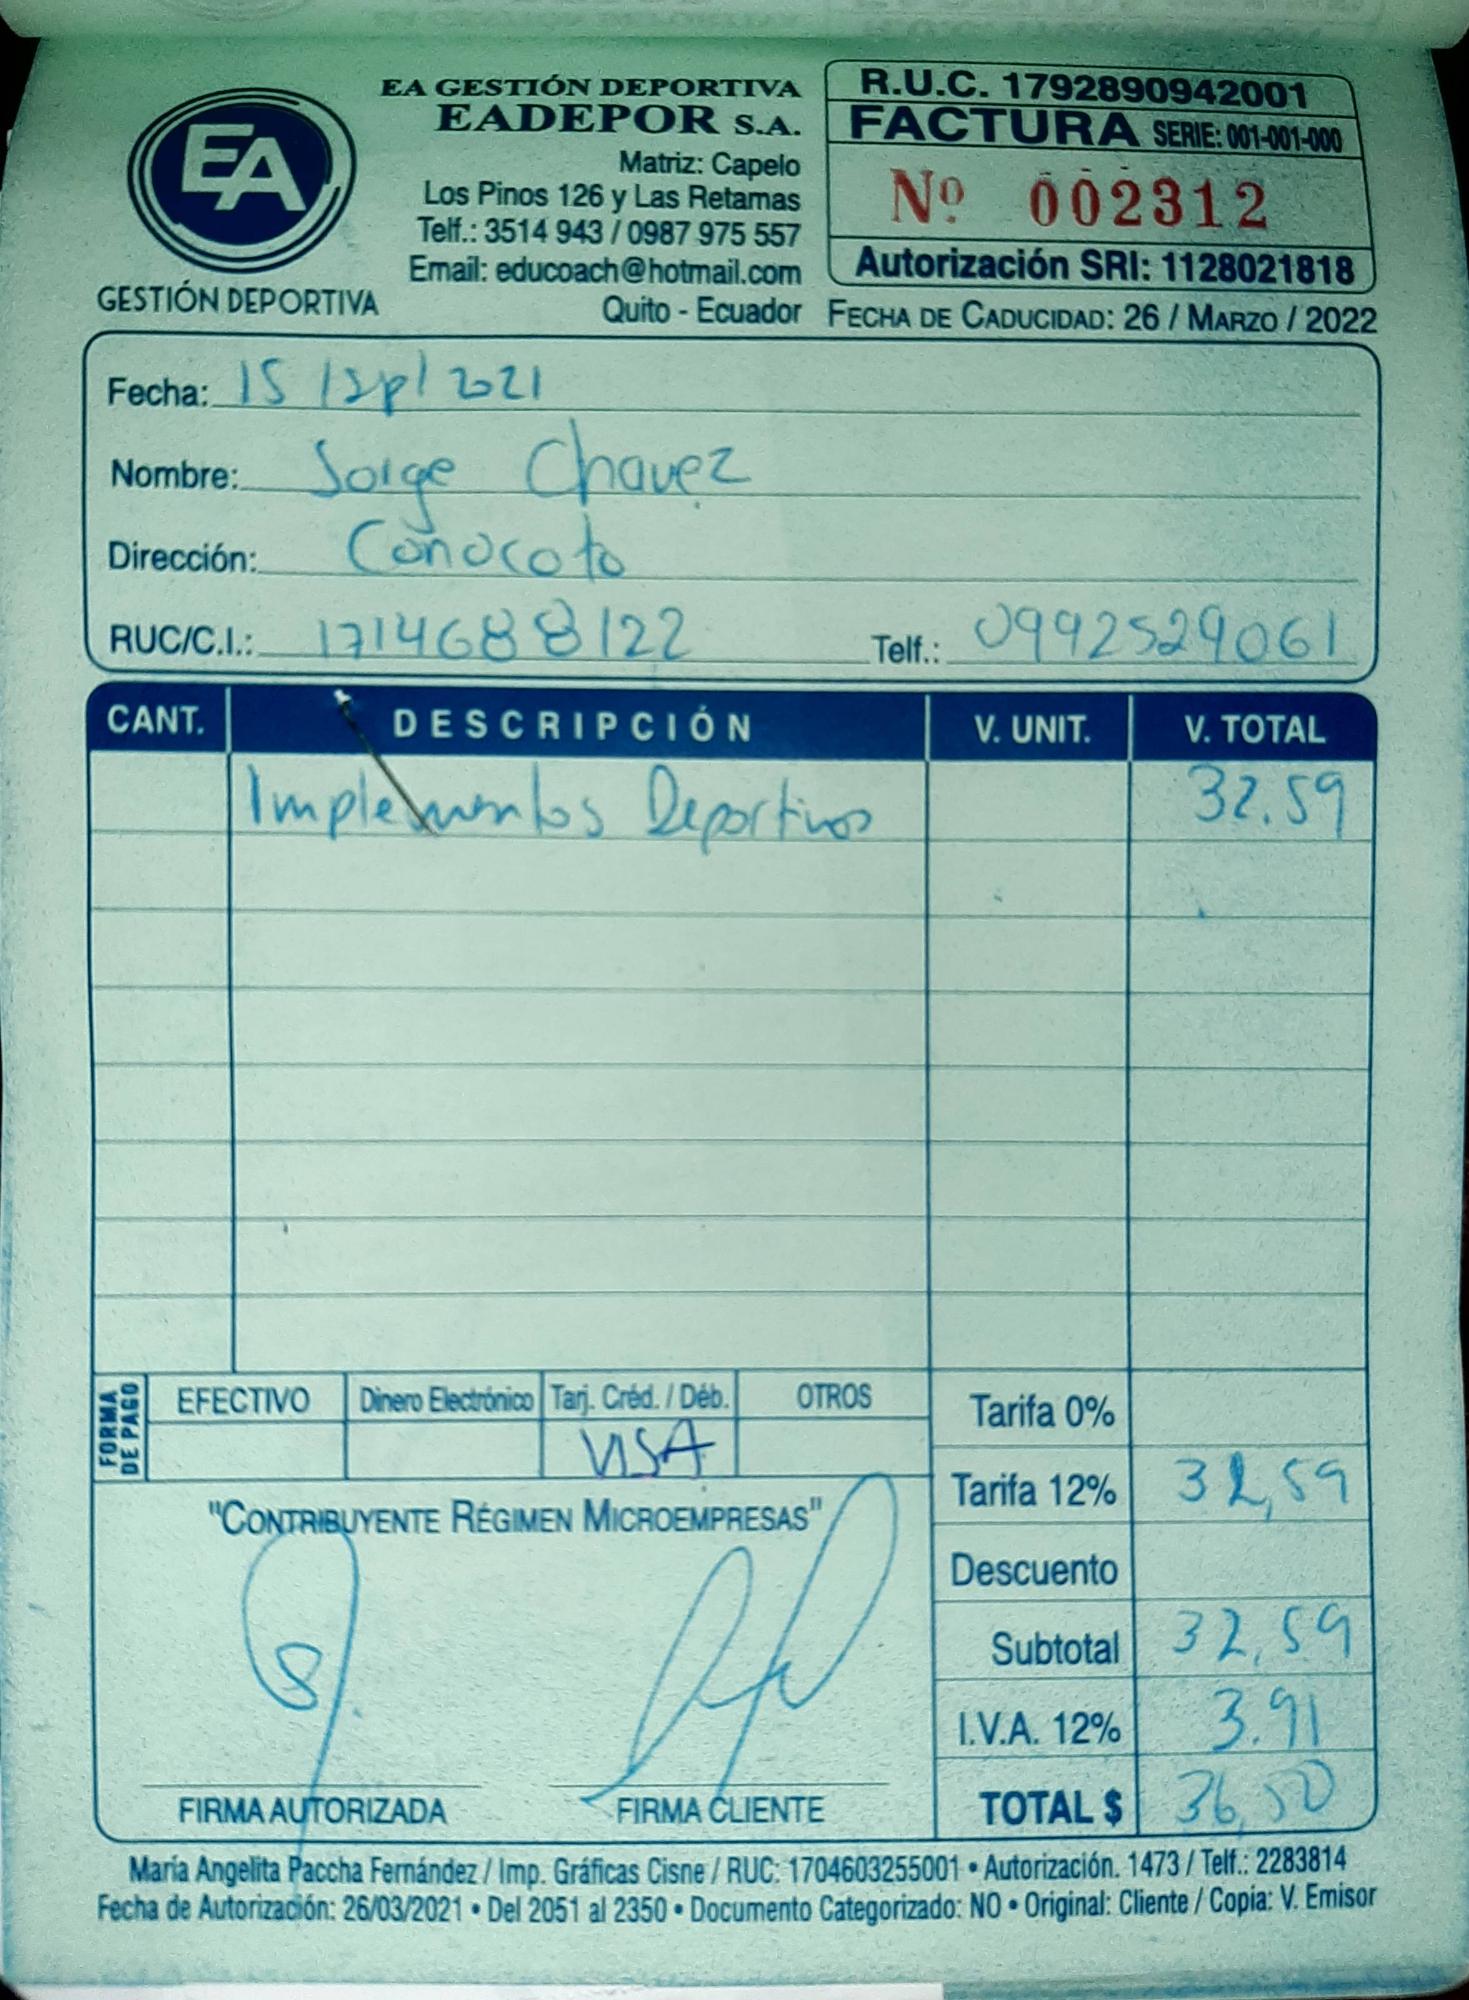 EA
GESTIÓN DEPORTIVA
EA GESTIÓN DEPORTIVA
EADEPOR S.A.
Matriz: Capelo
Los Pinos 126 y Las Retamas
Telf.: 3514 943 / 0987 975 557
Email: educoach@hotmail.com
Quito - Ecuador
R.U.C. 1792890942001
FACTURA SERIE: 001-001-000
Nº 002312
Autorización SRI: 1128021818
FECHA DE CADUCIDAD: 26 / MARZO / 2022
Fecha: 15 /Sep/ 2021
Nombre: Jorge Chavez
Dirección: Conocoto
RUC/C.I.: 1714688122 Telf.: 0992529061
CANT. DESCRIPCIÓN V. UNIT. V. TOTAL
Implementos Deportivos 32.59
FORMA DE PAGO EFECTIVO Dinero Electrónico Tarj. Créd. / Déb. OTROS
VISA
Tarifa 0%
Tarifa 12% 32,59
Descuento
Subtotal 32,59
I.V.A. 12% 3.91
TOTAL $ 36,50
"CONTRIBUYENTE RÉGIMEN MICROEMPRESAS"
FIRMA AUTORIZADA FIRMA CLIENTE
María Angelita Paccha Fernández / Imp. Gráficas Cisne / RUC: 1704603255001 • Autorización. 1473 / Telf.: 2283814
Fecha de Autorización: 26/03/2021 • Del 2051 al 2350 • Documento Categorizado: NO • Original: Cliente / Copia: V. Emisor